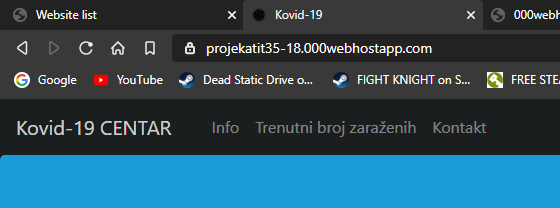 Website list Kovid-19 000webhost
projekatit35-18.000webhostapp.com
Google YouTube Dead Static Drive o... FIGHT KNIGHT on S... FREE STE
Kovid-19 CENTAR Info Trenutni broj zaraženih Kontakt